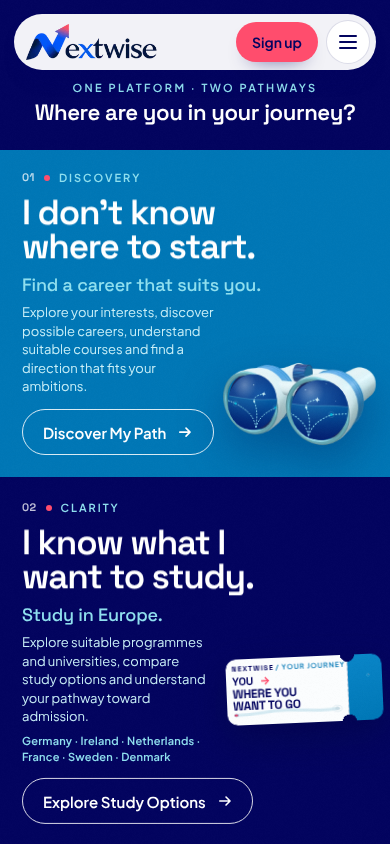 Nextwise
Sign up
ONE PLATFORM · TWO PATHWAYS
Where are you in your journey?
01 • DISCOVERY
I don't know
where to start.
Find a career that suits you.
Explore your interests, discover
possible careers, understand
suitable courses and find a
direction that fits your
ambitions.
Discover My Path →
02 • CLARITY
I know what I
want to study.
Study in Europe.
Explore suitable programmes
and universities, compare
study options and understand
your pathway toward
admission.
NEXTWISE / YOUR JOURNEY
YOU →
WHERE YOU
WANT TO GO
Germany · Ireland · Netherlands ·
France · Sweden · Denmark
Explore Study Options →